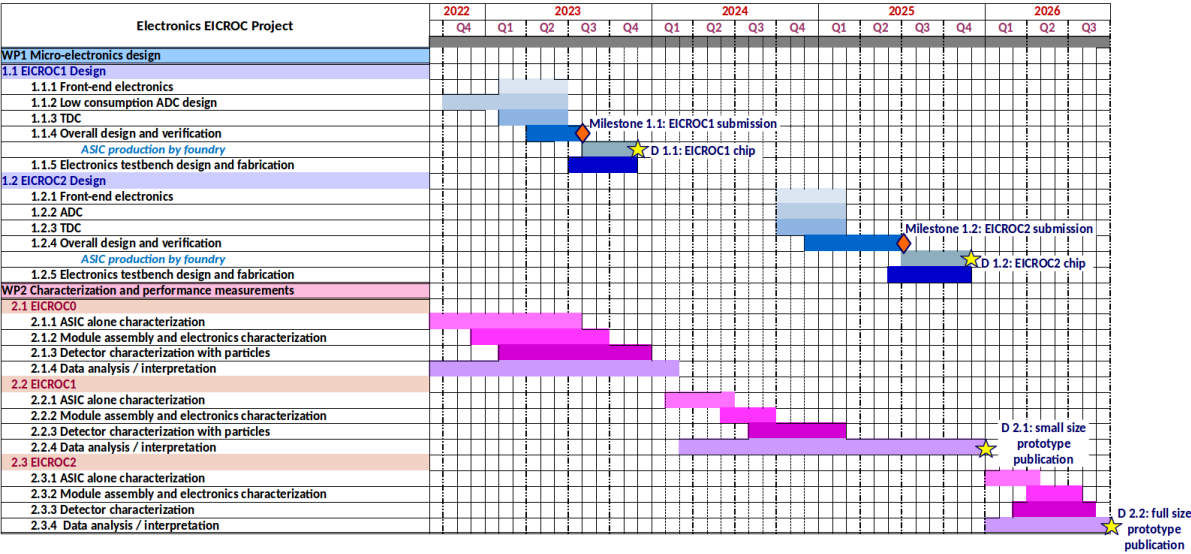 Electronics EICROC Project
2022 2023 2024 2025 2026
Q4 Q1 Q2 Q3 Q4 Q1 Q2 Q3 Q4 Q1 Q2 Q3 Q4 Q1 Q2 Q3
WP1 Micro-electronics design
1.1 EICROC1 Design
1.1.1 Front-end electronics
1.1.2 Low consumption ADC design
1.1.3 TDC
1.1.4 Overall design and verification
Milestone 1.1: EICROC1 submission
ASIC production by foundry
D 1.1: EICROC1 chip
1.1.5 Electronics testbench design and fabrication
1.2 EICROC2 Design
1.2.1 Front-end electronics
1.2.2 ADC
1.2.3 TDC
1.2.4 Overall design and verification
Milestone 1.2: EICROC2 submission
ASIC production by foundry
D 1.2: EICROC2 chip
1.2.5 Electronics testbench design and fabrication
WP2 Characterization and performance measurements
2.1 EICROC0
2.1.1 ASIC alone characterization
2.1.2 Module assembly and electronics characterization
2.1.3 Detector characterization with particles
2.1.4 Data analysis / interpretation
2.2 EICROC1
2.2.1 ASIC alone characterization
2.2.2 Module assembly and electronics characterization
2.2.3 Detector characterization with particles
2.2.4 Data analysis / interpretation
D 2.1: small size
prototype
publication
2.3 EICROC2
2.3.1 ASIC alone characterization
2.3.2 Module assembly and electronics characterization
2.3.3 Detector characterization
2.3.4 Data analysis / interpretation
D 2.2: full size
prototype
publication